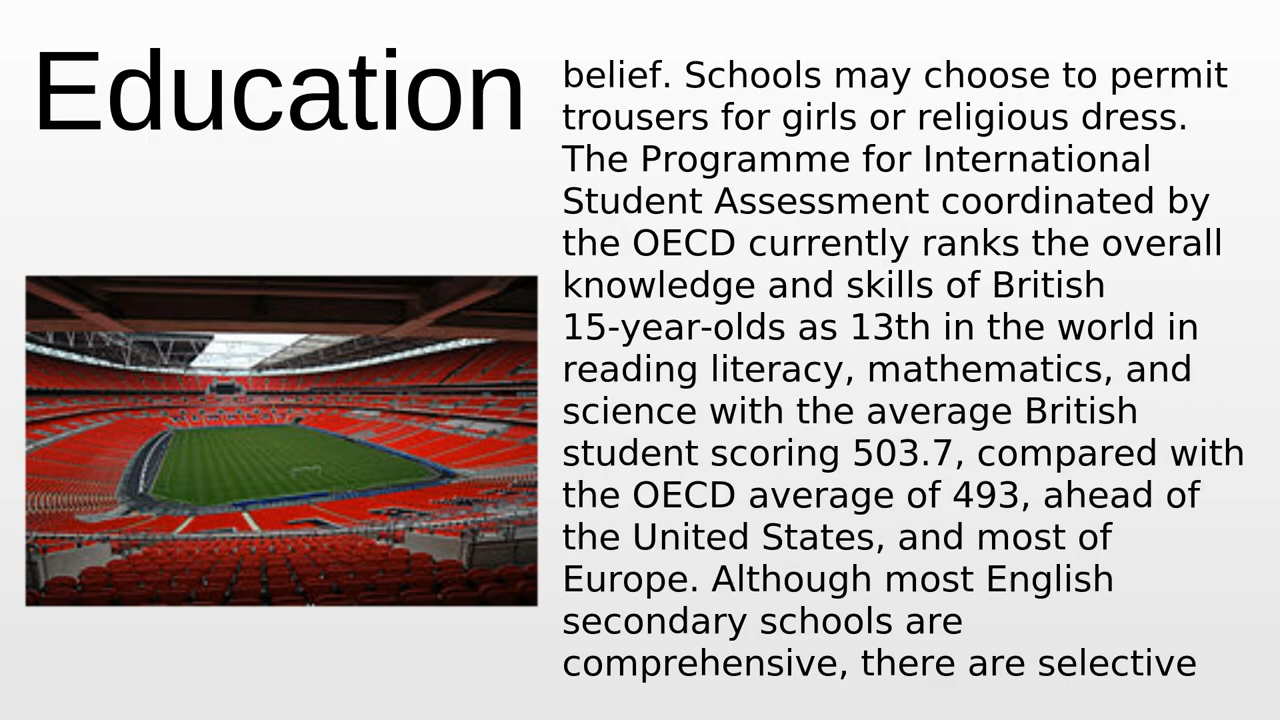 Education
belief. Schools may choose to permit
trousers for girls or religious dress.
The Programme for International
Student Assessment coordinated by
the OECD currently ranks the overall
knowledge and skills of British
15-year-olds as 13th in the world in
reading literacy, mathematics, and
science with the average British
student scoring 503.7, compared with
the OECD average of 493, ahead of
the United States, and most of
Europe. Although most English
secondary schools are
comprehensive, there are selective